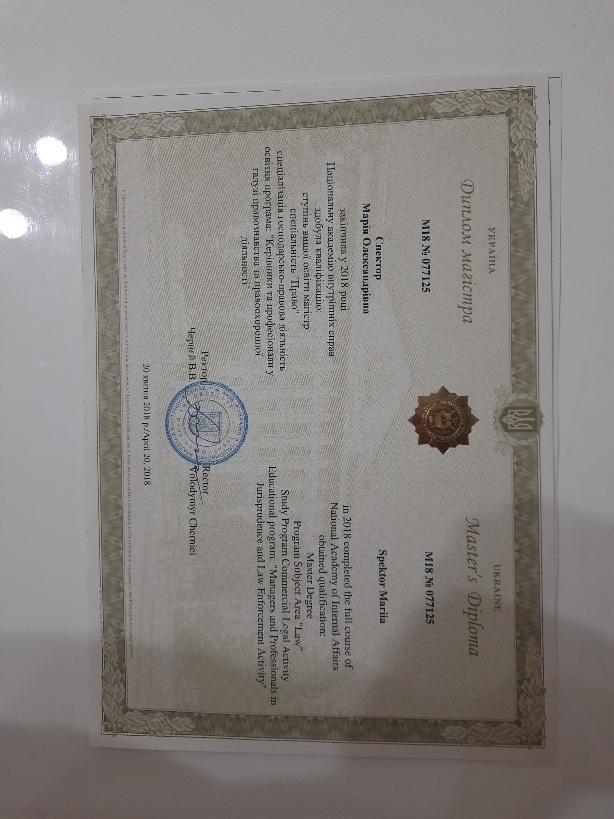 УКРАЇНА
Диплом магістра
М18 № 077125
Спектор
Марія Олександрівна
закінчила у 2018 році
Національну академію внутрішніх справ
здобула кваліфікацію:
ступінь вищої освіти магістр
спеціальність "Право"
спеціалізація господарсько-правова діяльність
освітня програма: "Керівники та професіонали у
галузі правознавства та правоохоронної
діяльності"
Ректор
Черней В.В.
UKRAINE
Master's Diploma
M18 № 077125
Spektor Mariia
in 2018 completed the full course of
National Academy of Internal Affairs
obtained qualification:
Master Degree
Program Subject Area "Law"
Study Program Commercial-Legal Activity
Educational program: "Managers and Professionals in
Jurisprudence and Law Enforcement Activity"
Rector
Volodymyr Cherniei
20 квітня 2018 р./April 20, 2018